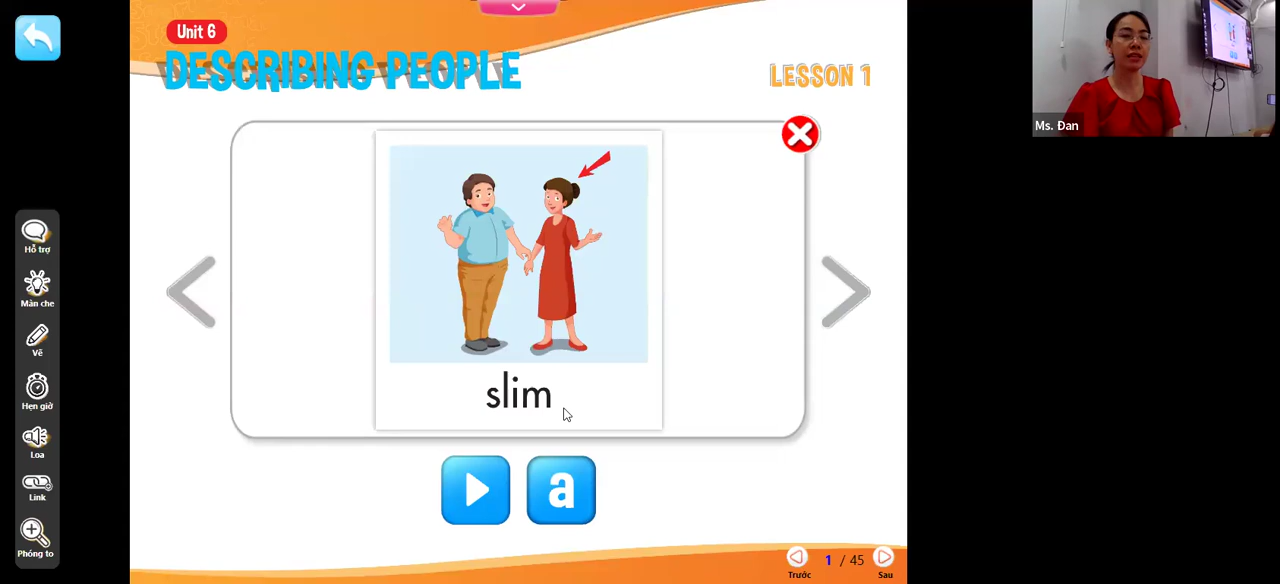 Unit 6
DESCRIBING PEOPLE
LESSON 1
Ms. Đan
slim
a
Hỗ trợ
Màn che
Vẽ
Hẹn giờ
Loa
Link
Phóng to
1 / 45
Trước
Sau